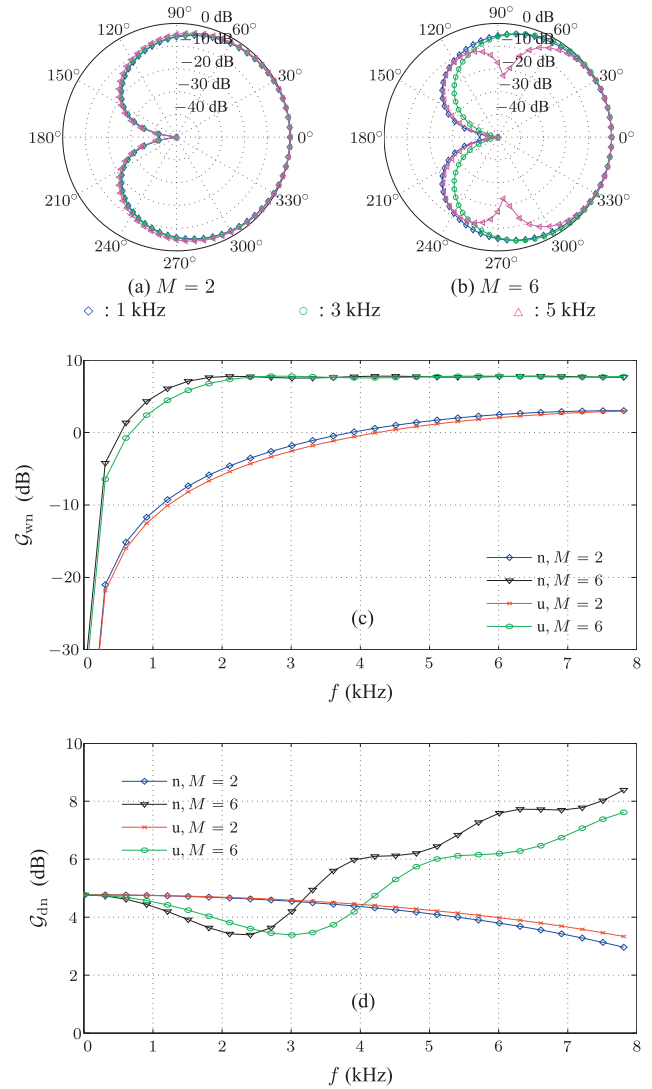 90° 0 dB 90° 0 dB
120° −10 dB 60° 120° −10 dB 60°
−20 dB −20 dB
150° −30 dB 30° 150° −30 dB 30°
−40 dB −40 dB
180° 0° 180° 0°
210° 330° 210° 330°
240° 300° 240° 300°
270° 270°
(a) M = 2 (b) M = 6
: 1 kHz : 3 kHz : 5 kHz
10
0
−10
−20
−30
𝒢wn (dB)
n, M = 2
n, M = 6
u, M = 2
u, M = 6
(c)
0 1 2 3 4 5 6 7 8
f (kHz)
10
8
6
4
2
0
𝒢dn (dB)
n, M = 2
n, M = 6
u, M = 2
u, M = 6
(d)
0 1 2 3 4 5 6 7 8
f (kHz)